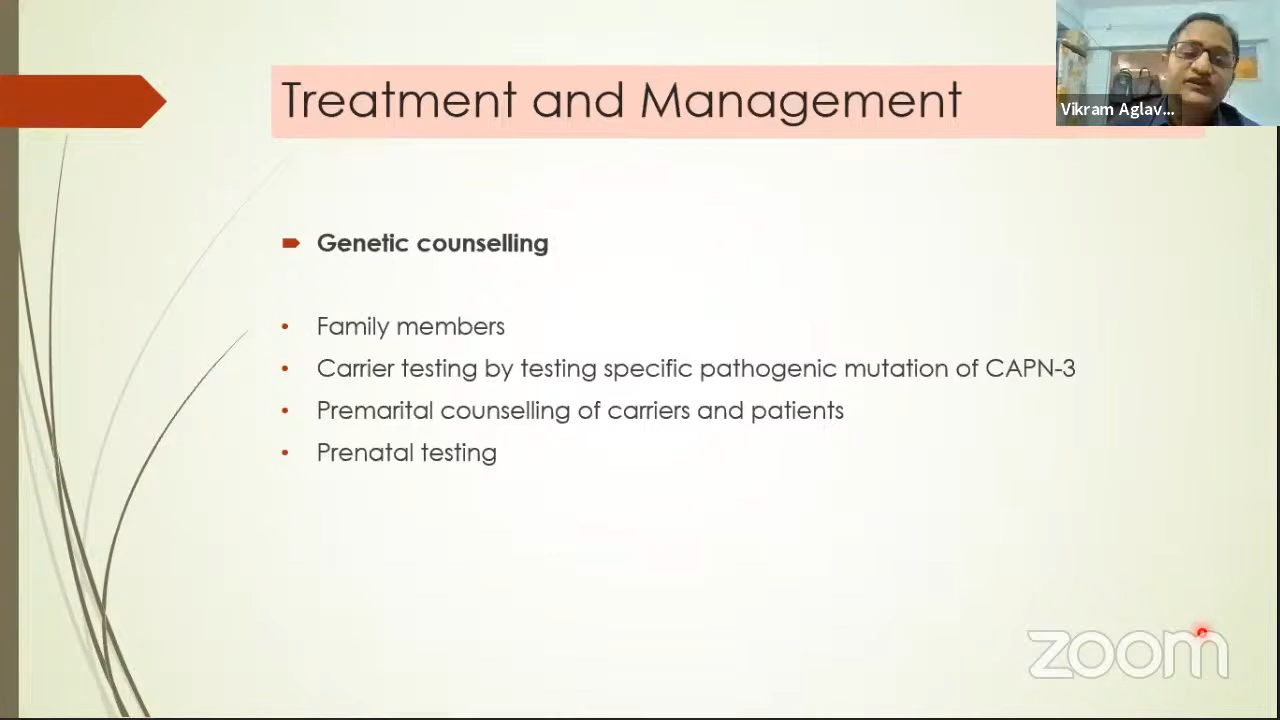 Treatment and Management
Vikram Aglav...
Genetic counselling
• Family members
• Carrier testing by testing specific pathogenic mutation of CAPN-3
• Premarital counselling of carriers and patients
• Prenatal testing
zoom